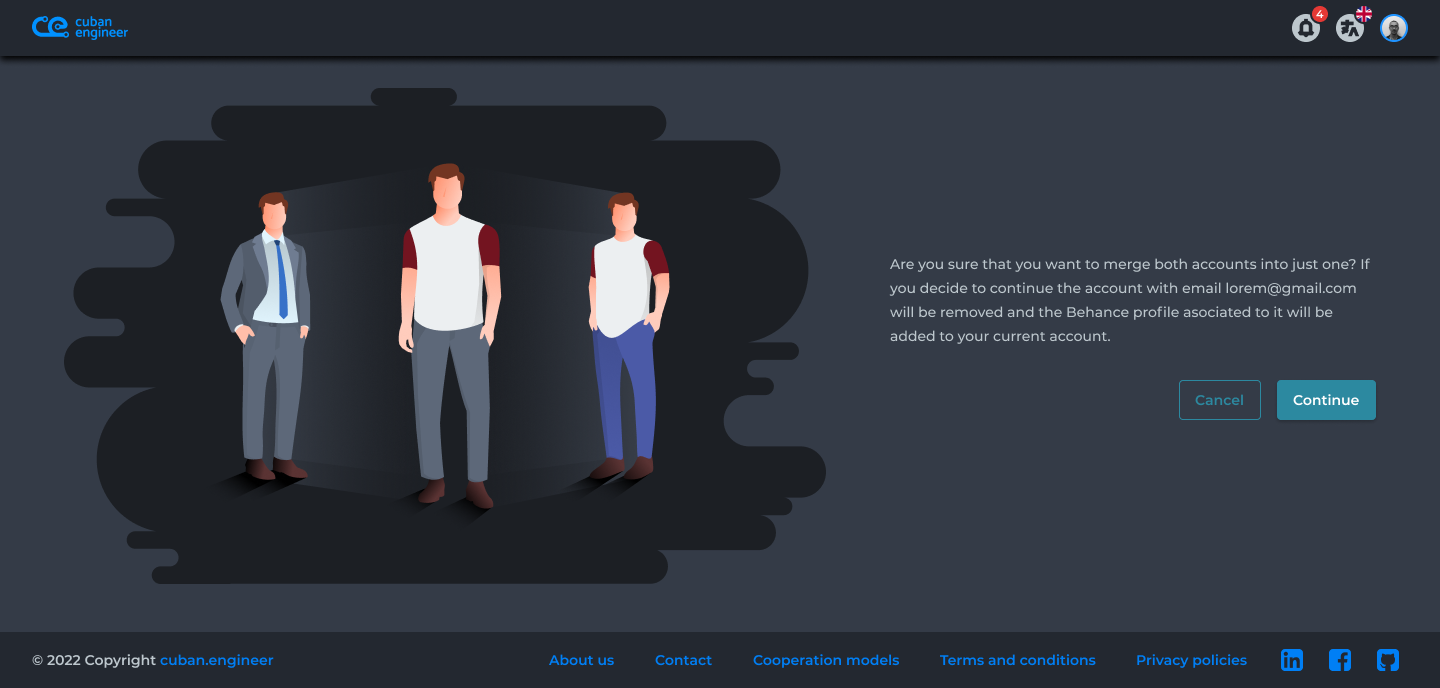 cuban
engineer
4
Are you sure that you want to merge both accounts into just one? If
you decide to continue the account with email lorem@gmail.com
will be removed and the Behance profile asociated to it will be
added to your current account.
Cancel
Continue
© 2022 Copyright cuban.engineer
About us
Contact
Cooperation models
Terms and conditions
Privacy policies